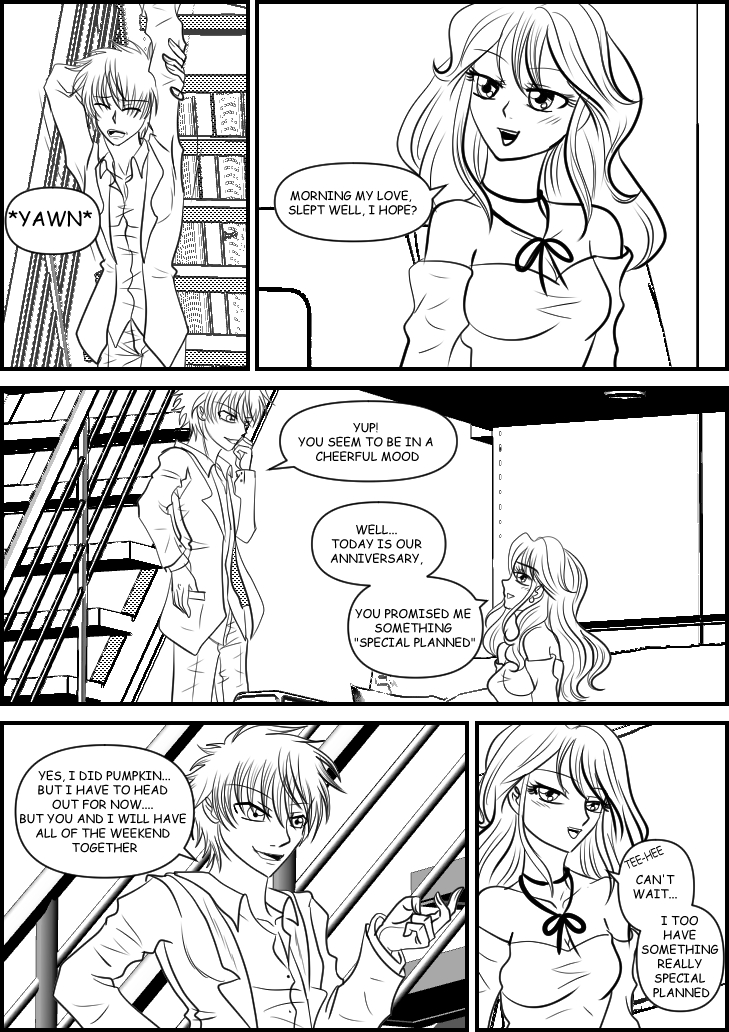 *YAWN*
MORNING MY LOVE,
SLEPT WELL, I HOPE?
YUP!
YOU SEEM TO BE IN A
CHEERFUL MOOD
WELL...
TODAY IS OUR
ANNIVERSARY,
YOU PROMISED ME
SOMETHING
"SPECIAL PLANNED"
YES, I DID PUMPKIN...
BUT I HAVE TO HEAD
OUT FOR NOW....
BUT YOU AND I WILL HAVE
ALL OF THE WEEKEND
TOGETHER
TEE-HEE
CAN'T
WAIT...
I TOO
HAVE
SOMETHING
REALLY
SPECIAL
PLANNED